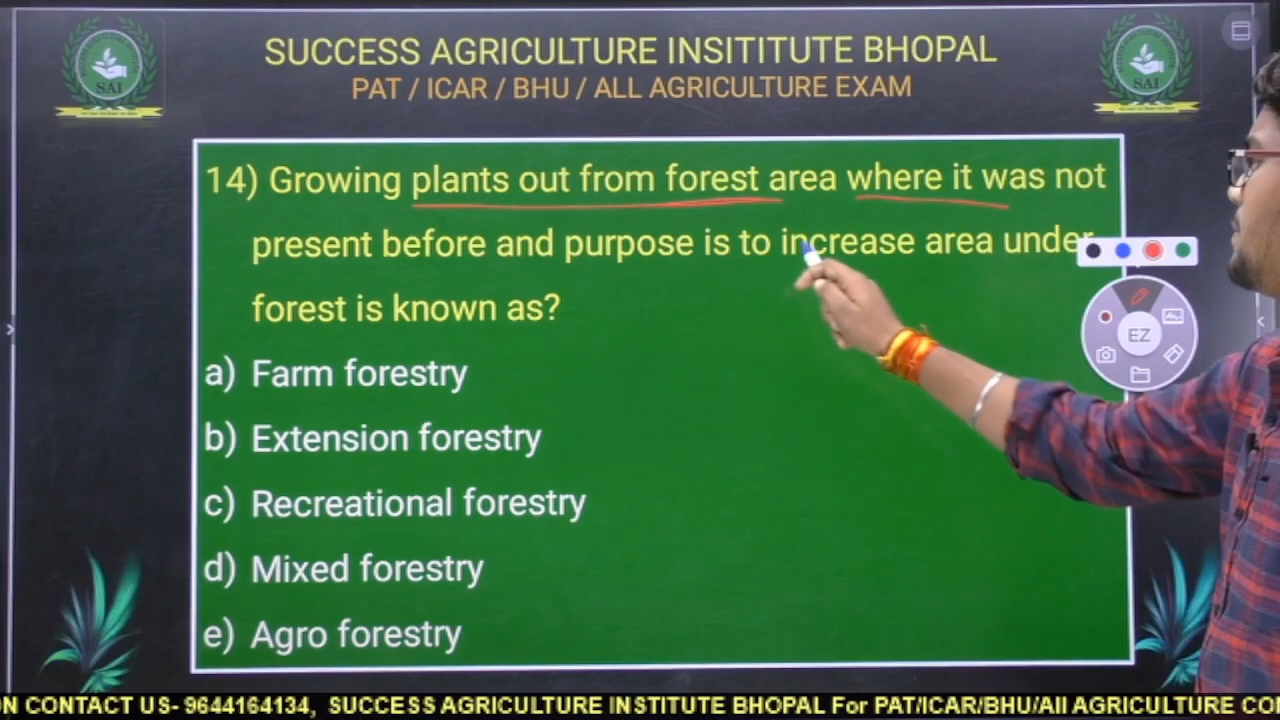 SUCCESS AGRICULTURE INSITITUTE BHOPAL
PAT / ICAR / BHU / ALL AGRICULTURE EXAM
SAI
SAI
14) Growing plants out from forest area where it was not
present before and purpose is to increase area under
forest is known as?
EZ
a) Farm forestry
b) Extension forestry
c) Recreational forestry
d) Mixed forestry
e) Agro forestry
N CONTACT US- 9644164134, SUCCESS AGRICULTURE INSTITUTE BHOPAL For PAT/ICAR/BHU/All AGRICULTURE CO